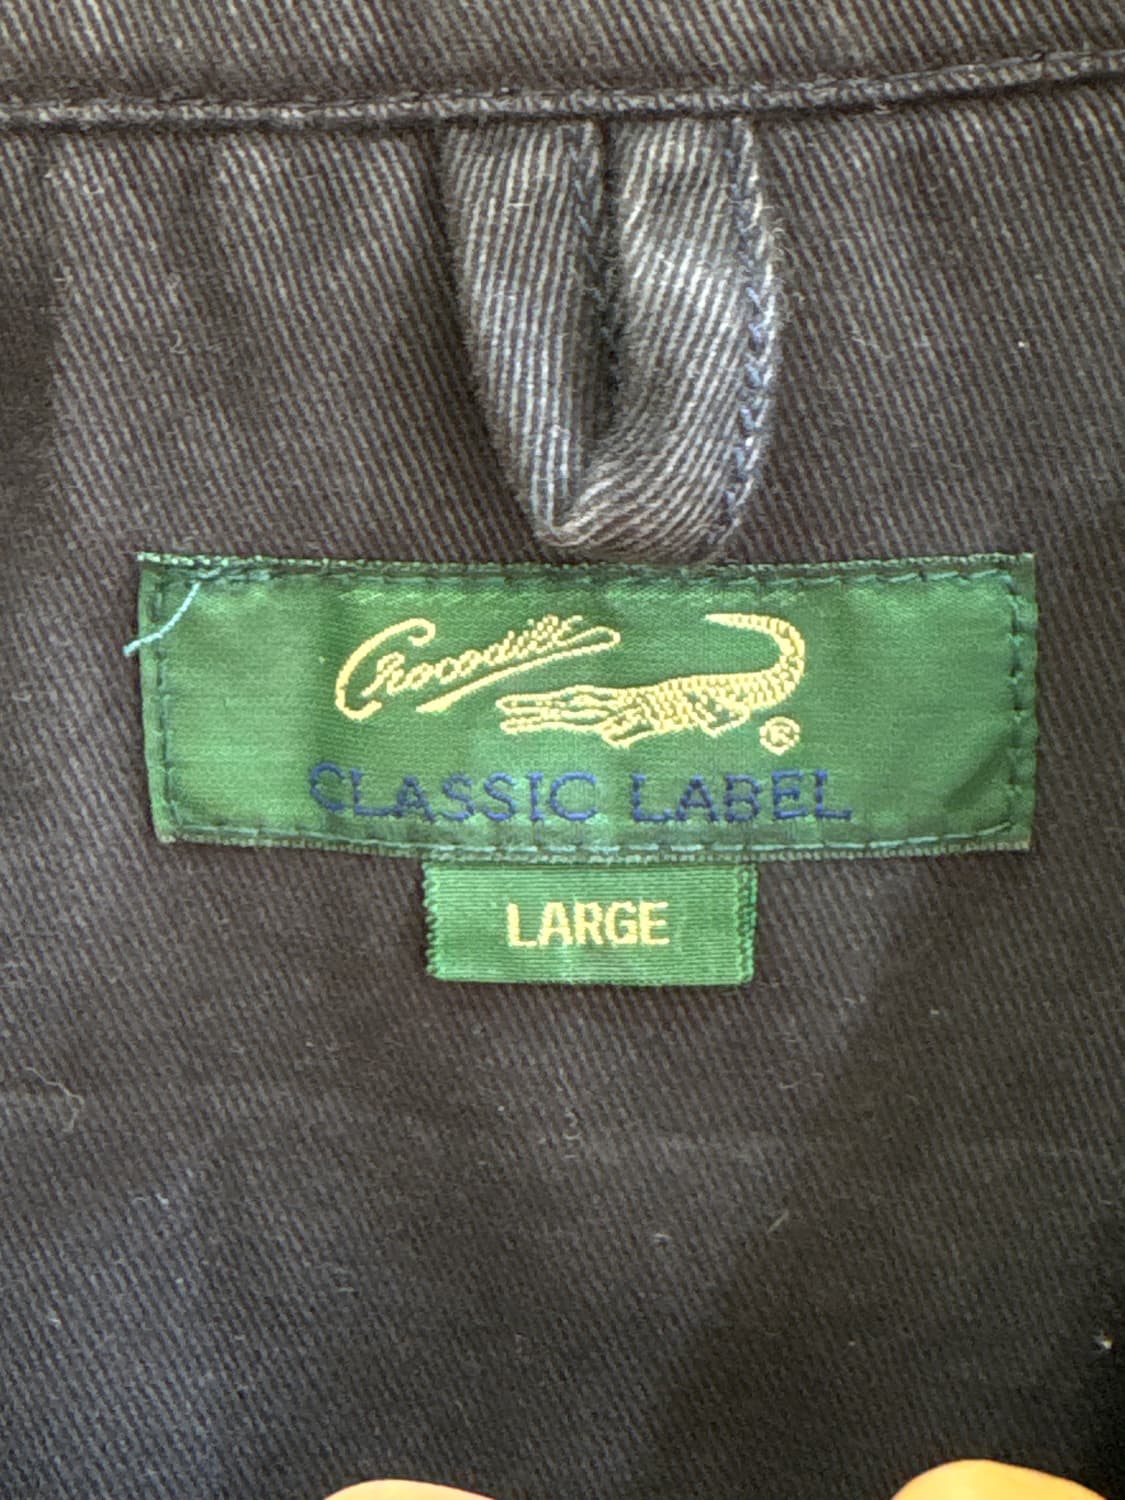 Crocodile
®
CLASSIC LABEL
LARGE